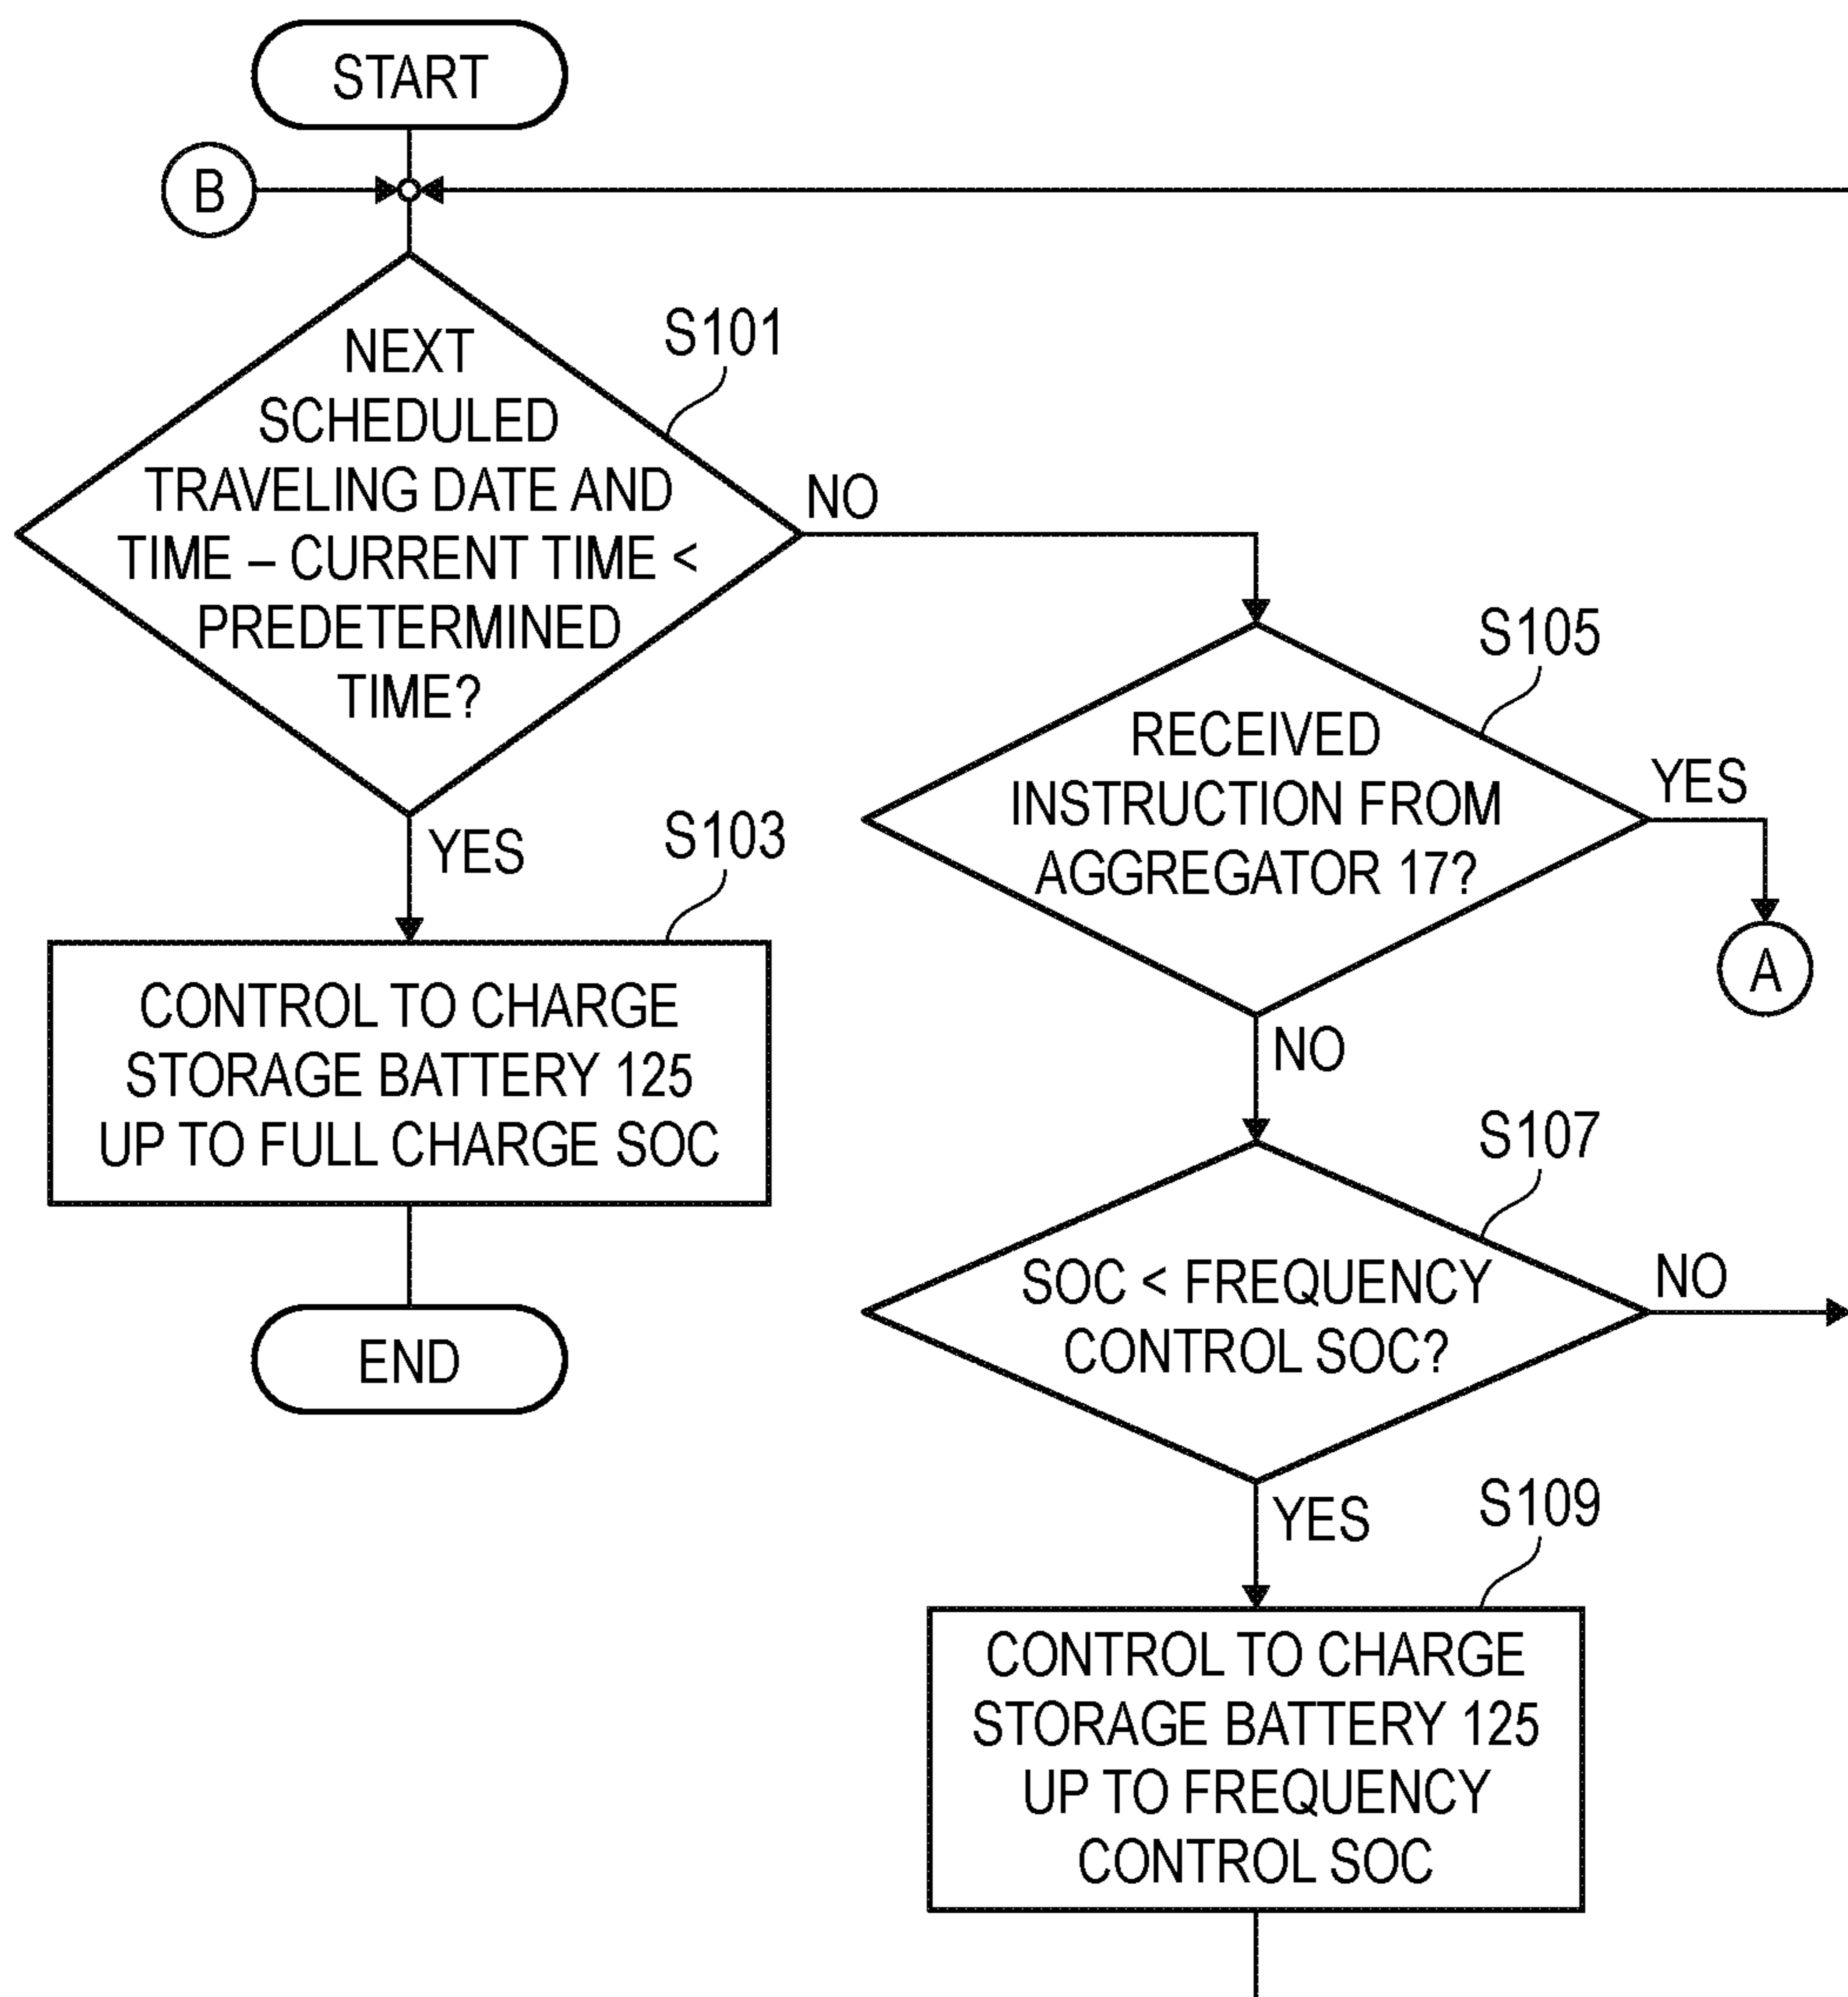 START
B
NEXT
SCHEDULED
TRAVELING DATE AND
TIME – CURRENT TIME <
PREDETERMINED
TIME?
S101
NO
YES
S103
CONTROL TO CHARGE
STORAGE BATTERY 125
UP TO FULL CHARGE SOC
END
S105
RECEIVED
INSTRUCTION FROM
AGGREGATOR 17?
YES
A
NO
S107
SOC < FREQUENCY
CONTROL SOC?
NO
YES
S109
CONTROL TO CHARGE
STORAGE BATTERY 125
UP TO FREQUENCY
CONTROL SOC